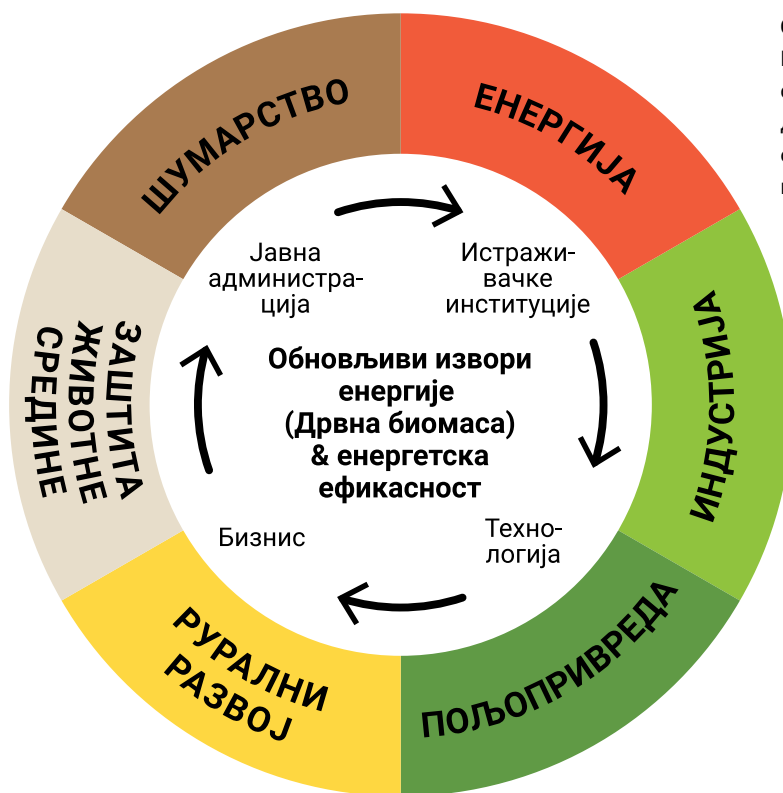 ШУМАРСТВО
ЕНЕРГИЈА
ИНДУСТРИЈА
ПОЉОПРИВРЕДА
РУРАЛНИ
РАЗВОЈ
ЗАШТИТА
ЖИВОТНЕ
СРЕДИНЕ
Јавна
администра-
ција
Истражи-
вачке
институције
Обновљиви извори
енергије
(Дрвна биомаса)
& енергетска
ефикасност
Техно-
логија
Бизнис